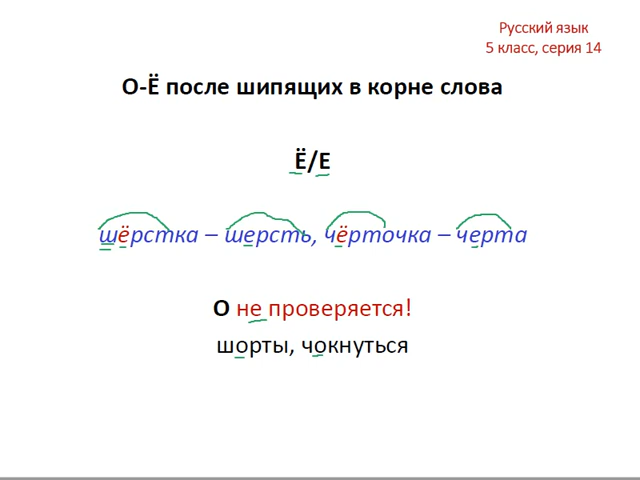 Русский язык
5 класс, серия 14
О-Ё после шипящих в корне слова
Ё/Е
шёрстка – шерсть, чёрточка – черта
О не проверяется!
шорты, чокнуться